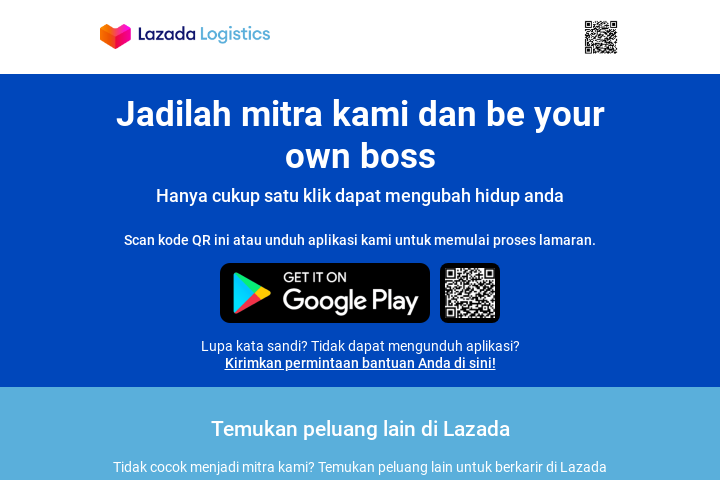 Lazada Logistics
Jadilah mitra kami dan be your
own boss
Hanya cukup satu klik dapat mengubah hidup anda
Scan kode QR ini atau unduh aplikasi kami untuk memulai proses lamaran.
GET IT ON
Google Play
Lupa kata sandi? Tidak dapat mengunduh aplikasi?
Kirimkan permintaan bantuan Anda di sini!
Temukan peluang lain di Lazada
Tidak cocok menjadi mitra kami? Temukan peluang lain untuk berkarir di Lazada